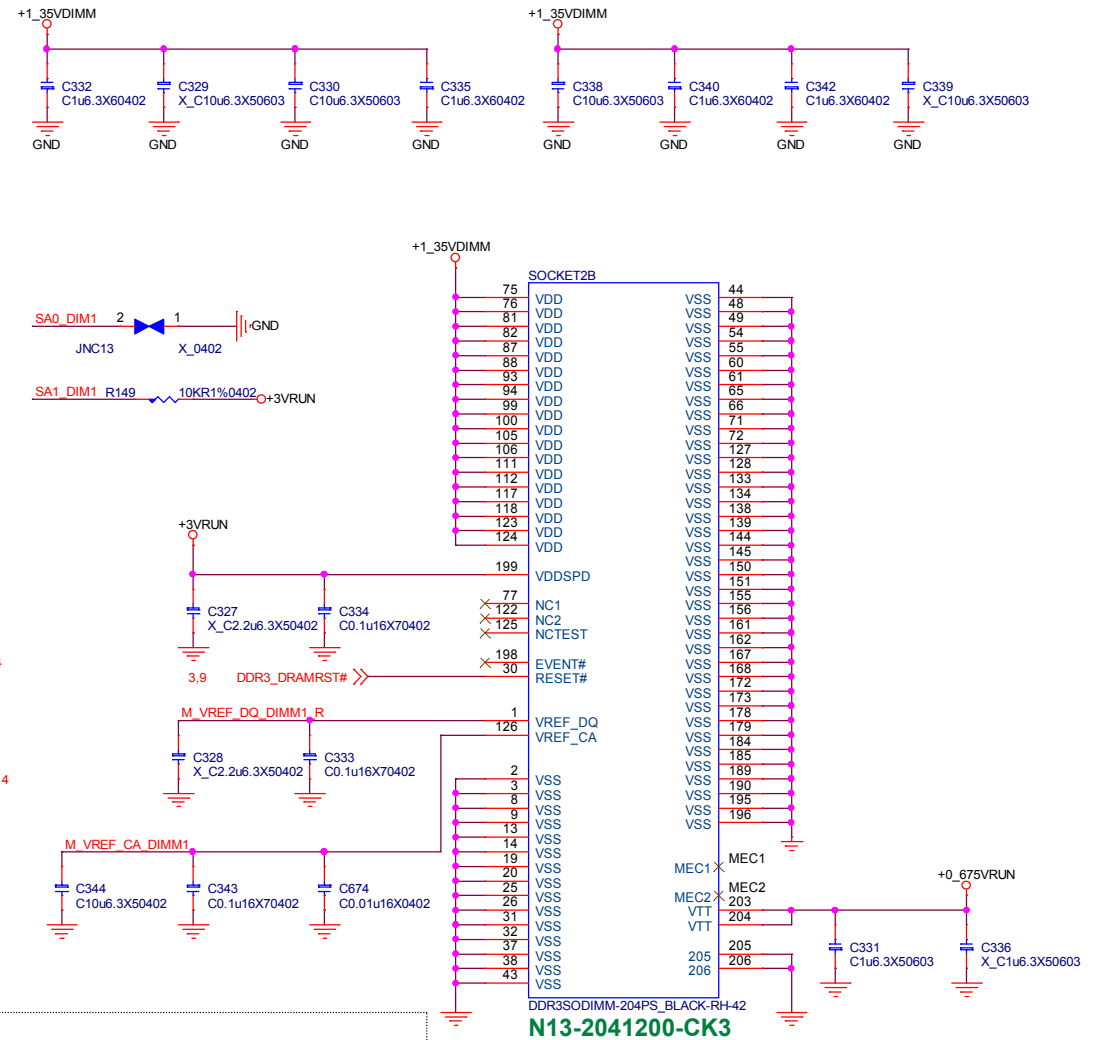 +1_35VDIMM
+1_35VDIMM
C332
C1u6.3X60402
C329
X_C10u6.3X50603
C330
C10u6.3X50603
C335
C1u6.3X60402
C338
C10u6.3X50603
C340
C1u6.3X60402
C342
C1u6.3X60402
C339
X_C10u6.3X50603
GND
GND
GND
GND
GND
GND
GND
GND
+1_35VDIMM
SA0_DIM1
2
1
GND
JNC13
X_0402
SA1_DIM1
R149
10KR1%0402
+3VRUN
SOCKET2B
75 VDD
76 VDD
81 VDD
82 VDD
87 VDD
88 VDD
93 VDD
94 VDD
99 VDD
100 VDD
105 VDD
106 VDD
111 VDD
112 VDD
117 VDD
118 VDD
123 VDD
124 VDD
199 VDDSPD
77 NC1
122 NC2
125 NCTEST
198 EVENT#
30 RESET#
1 VREF_DQ
126 VREF_CA
2 VSS
3 VSS
8 VSS
9 VSS
13 VSS
14 VSS
19 VSS
20 VSS
25 VSS
26 VSS
31 VSS
32 VSS
37 VSS
38 VSS
43 VSS
VSS 44
VSS 48
VSS 49
VSS 54
VSS 55
VSS 60
VSS 61
VSS 65
VSS 66
VSS 71
VSS 72
VSS 127
VSS 128
VSS 133
VSS 134
VSS 138
VSS 139
VSS 144
VSS 145
VSS 150
VSS 151
VSS 155
VSS 156
VSS 161
VSS 162
VSS 167
VSS 168
VSS 172
VSS 173
VSS 178
VSS 179
VSS 184
VSS 185
VSS 189
VSS 190
VSS 195
VSS 196
MEC1 MEC1
MEC2 MEC2
VTT 203
VTT 204
205 205
206 206
+3VRUN
C327
X_C2.2u6.3X50402
C334
C0.1u16X70402
3,9
DDR3_DRAMRST#
M_VREF_DQ_DIMM1_R
C328
X_C2.2u6.3X50402
C333
C0.1u16X70402
4
M_VREF_CA_DIMM1
C344
C10u6.3X50402
C343
C0.1u16X70402
C674
C0.01u16X0402
+0_675VRUN
C331
C1u6.3X50603
C336
X_C1u6.3X50603
DDR3SODIMM-204PS_BLACK-RH-42
N13-2041200-CK3